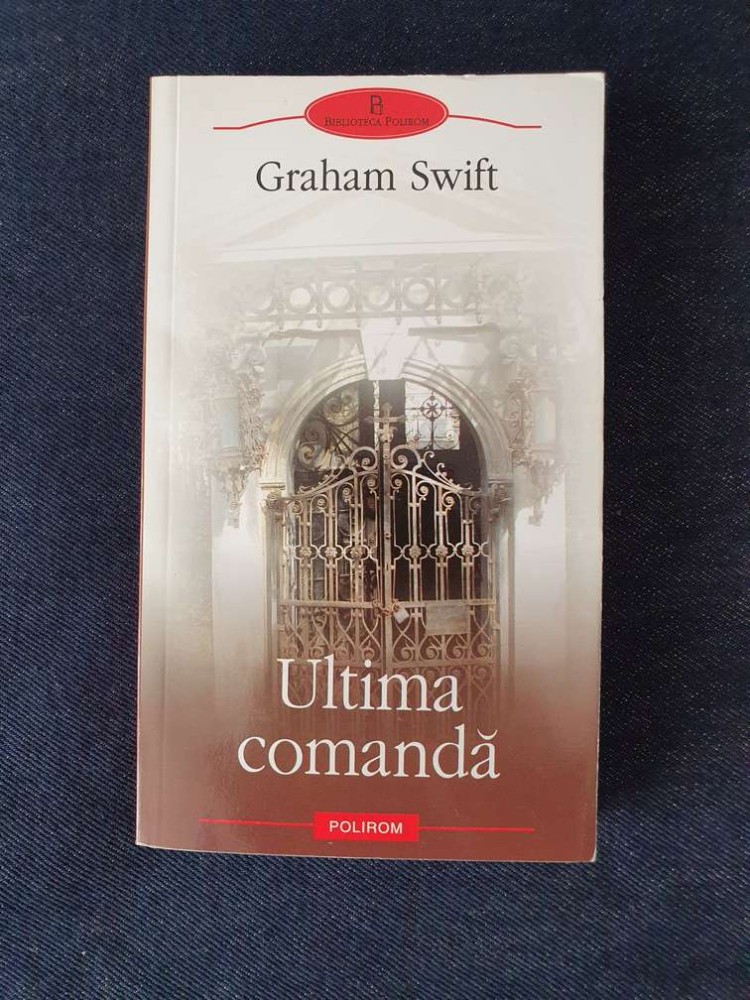 BIBLIOTECA POLIROM
Graham Swift
Ultima
comandă
POLIROM